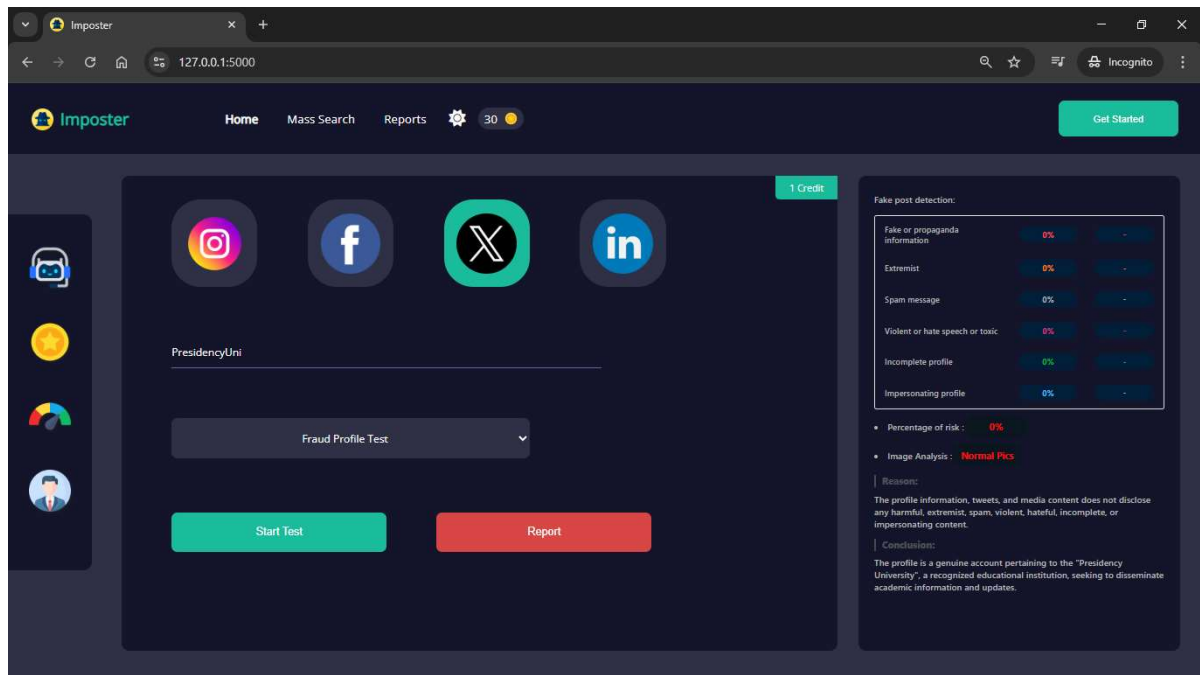 Imposter
127.0.0.1:5000
Incognito
Imposter
Home
Mass Search
Reports
30
Get Started
1 Credit
f
X
in
PresidencyUni
Fraud Profile Test
Start Test
Report
Fake post detection:
Fake or propaganda
information
0%
-
Extremist
0%
-
Spam message
0%
-
Violent or hate speech or toxic
0%
-
Incomplete profile
0%
-
Impersonating profile
0%
-
• Percentage of risk : 0%
• Image Analysis : Normal Pics
Reason:
The profile information, tweets, and media content does not disclose
any harmful, extremist, spam, violent, hateful, incomplete, or
impersonating content.
Conclusion:
The profile is a genuine account pertaining to the "Presidency
University", a recognized educational institution, seeking to disseminate
academic information and updates.